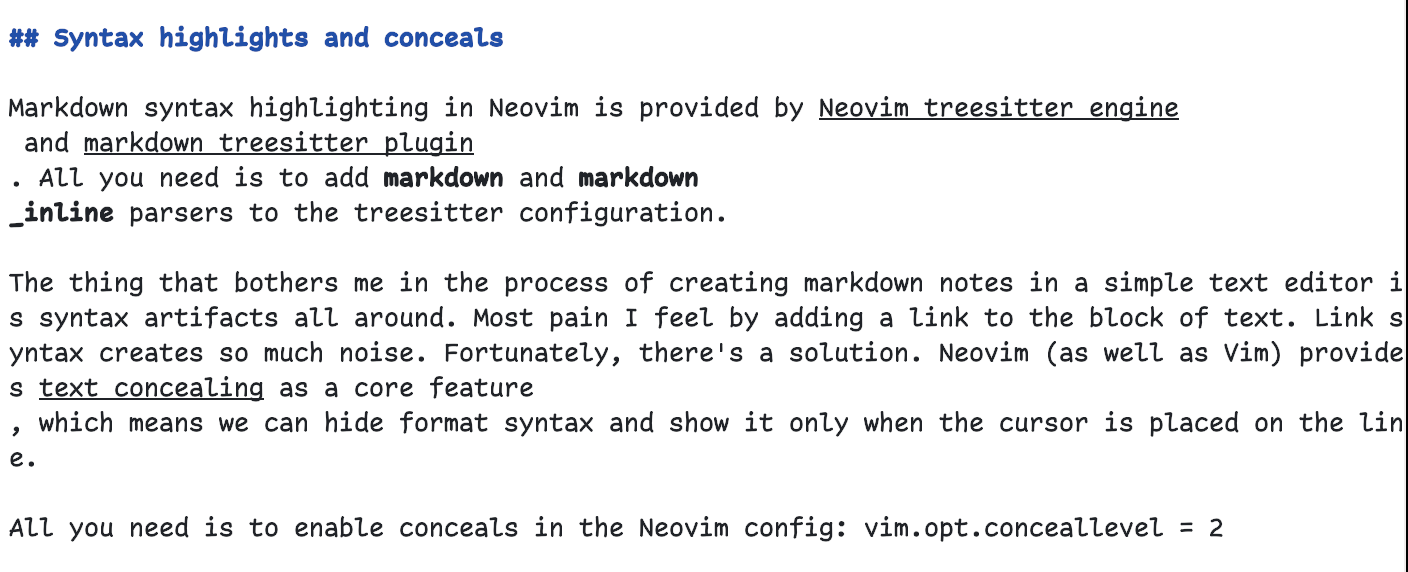 ## Syntax highlights and conceals
Markdown syntax highlighting in Neovim is provided by Neovim treesitter engine
and markdown treesitter plugin
. All you need is to add markdown and markdown
_inline parsers to the treesitter configuration.
The thing that bothers me in the process of creating markdown notes in a simple text editor i
s syntax artifacts all around. Most pain I feel by adding a link to the block of text. Link s
yntax creates so much noise. Fortunately, there's a solution. Neovim (as well as Vim) provide
s text concealing as a core feature
, which means we can hide format syntax and show it only when the cursor is placed on the lin
e.
All you need is to enable conceals in the Neovim config: vim.opt.conceallevel = 2